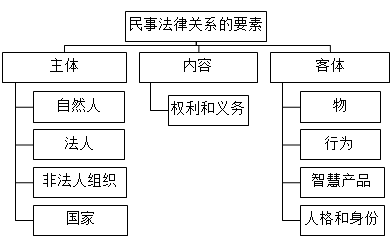 民事法律关系的要素
主体
内容
客体
自然人
法人
非法人组织
国家
权利和义务
物
行为
智慧产品
人格和身份